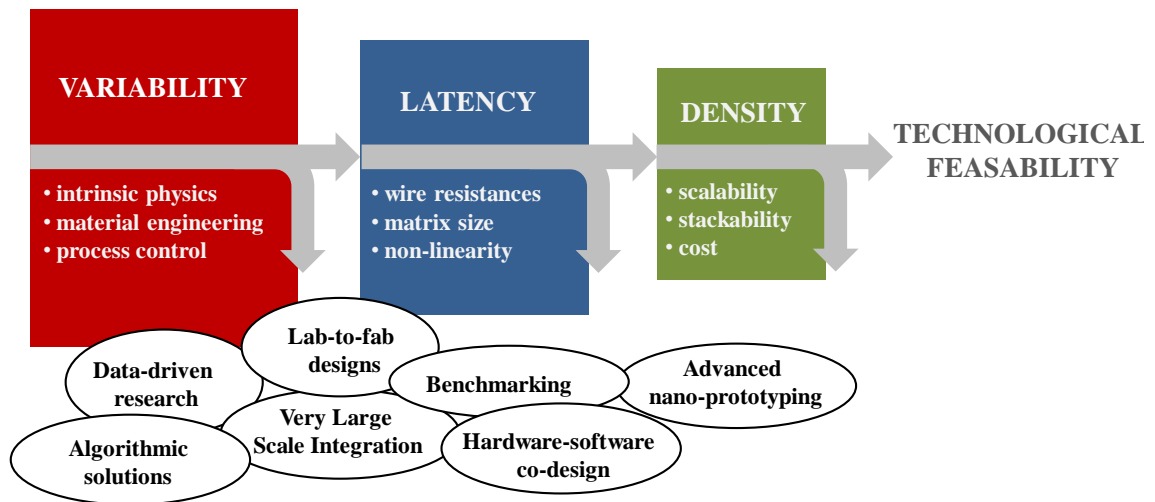 VARIABILITY
• intrinsic physics
• material engineering
• process control
LATENCY
• wire resistances
• matrix size
• non-linearity
DENSITY
• scalability
• stackability
• cost
TECHNOLOGICAL
FEASABILITY
Lab-to-fab
designs
Data-driven
research
Benchmarking
Advanced
nano-prototyping
Very Large
Scale Integration
Algorithmic
solutions
Hardware-software
co-design